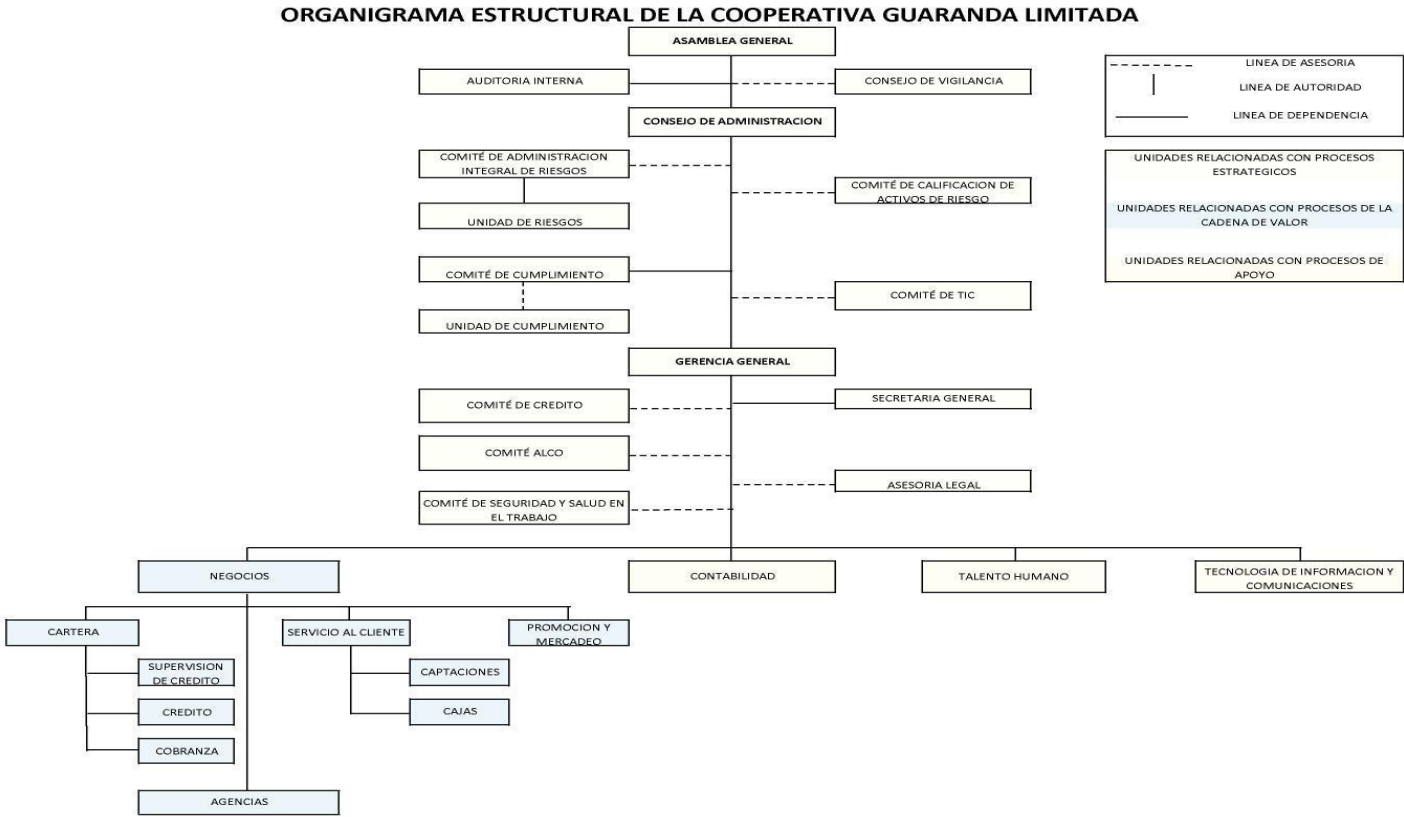 ORGANIGRAMA ESTRUCTURAL DE LA COOPERATIVA GUARANDA LIMITADA
ASAMBLEA GENERAL
AUDITORIA INTERNA
CONSEJO DE VIGILANCIA
CONSEJO DE ADMINISTRACION
LINEA DE ASESORIA
LINEA DE AUTORIDAD
LINEA DE DEPENDENCIA
COMITÉ DE ADMINISTRACION
INTEGRAL DE RIESGOS
COMITÉ DE CALIFICACION DE
ACTIVOS DE RIESGO
UNIDAD DE RIESGOS
UNIDADES RELACIONADAS CON PROCESOS
ESTRATEGICOS
UNIDADES RELACIONADAS CON PROCESOS DE LA
CADENA DE VALOR
UNIDADES RELACIONADAS CON PROCESOS DE
APOYO
COMITÉ DE CUMPLIMIENTO
COMITÉ DE TIC
UNIDAD DE CUMPLIMIENTO
GERENCIA GENERAL
COMITÉ DE CREDITO
SECRETARIA GENERAL
COMITÉ ALCO
ASESORIA LEGAL
COMITÉ DE SEGURIDAD Y SALUD EN
EL TRABAJO
NEGOCIOS
CONTABILIDAD
TALENTO HUMANO
TECNOLOGIA DE INFORMACION Y
COMUNICACIONES
CARTERA
SERVICIO AL CLIENTE
PROMOCION Y
MERCADEO
SUPERVISION
DE CREDITO
CAPTACIONES
CREDITO
CAJAS
COBRANZA
AGENCIAS